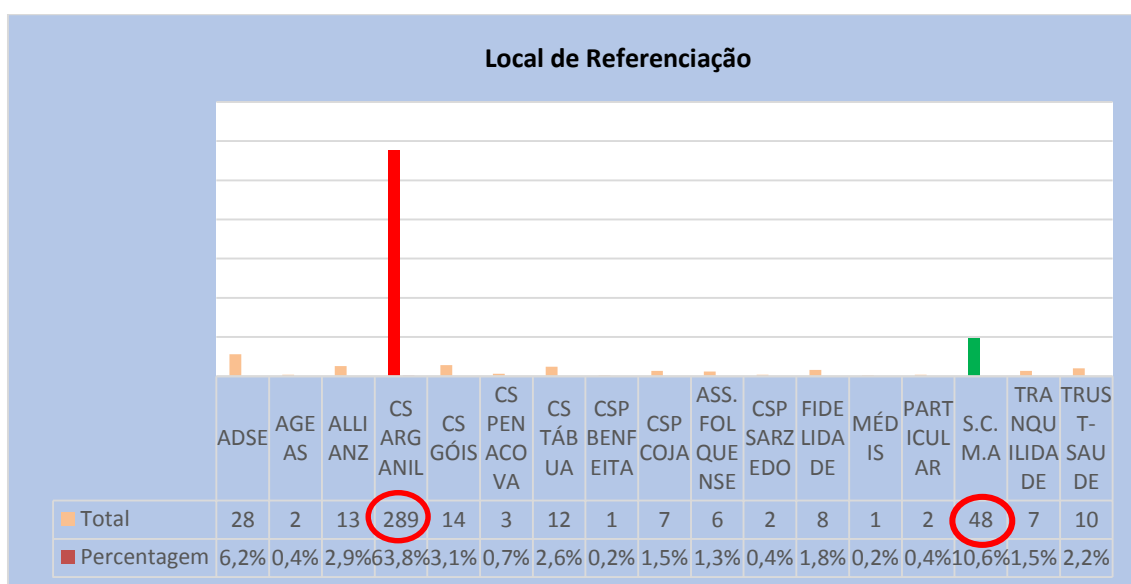 Local de Referenciação
ADSE
AGE
AS
ALLI
ANZ
CS
ARG
ANIL
CS
GÓIS
CS
PEN
ACO
VA
CS
TÁB
UA
CSP
BENF
EITA
CSP
COJA
ASS.
FOL
QUE
NSE
CSP
SARZ
EDO
FIDE
LIDA
DE
MÉD
IS
PART
ICUL
AR
S.C.
M.A
TRA
NQU
ILIDA
DE
TRUS
T-
SAU
DE
Total 28 2 13 289 14 3 12 1 7 6 2 8 1 2 48 7 10
Percentagem 6,2% 0,4% 2,9% 63,8% 3,1% 0,7% 2,6% 0,2% 1,5% 1,3% 0,4% 1,8% 0,2% 0,4% 10,6% 1,5% 2,2%